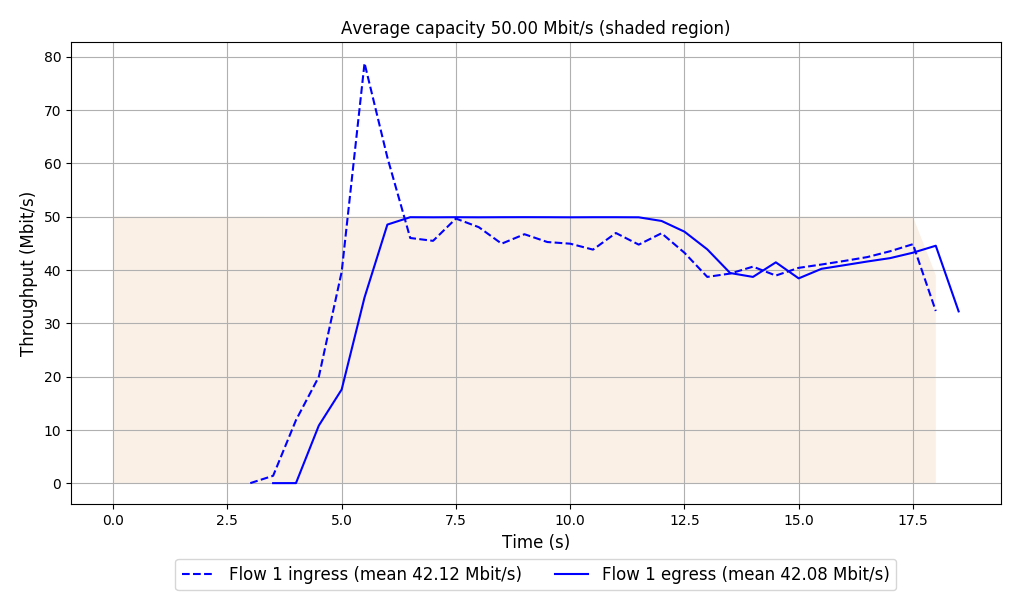 Average capacity 50.00 Mbit/s (shaded region)
80
70
60
50
40
30
20
10
0
Throughput (Mbit/s)
0.0 2.5 5.0 7.5 10.0 12.5 15.0 17.5
Time (s)
Flow 1 ingress (mean 42.12 Mbit/s) Flow 1 egress (mean 42.08 Mbit/s)